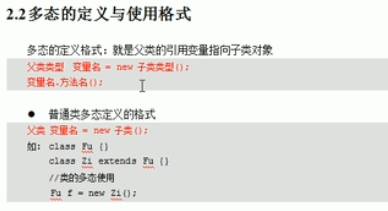 2.2多态的定义与使用格式
多态的定义格式：就是父类的引用变量指向子类对象
父类类型 变量名 = new 子类类型();
变量名.方法名();
● 普通类多态定义的格式
父类 变量名 = new 子类();
如：class Fu {}
class Zi extends Fu {}
//类的多态使用
Fu f = new Zi();